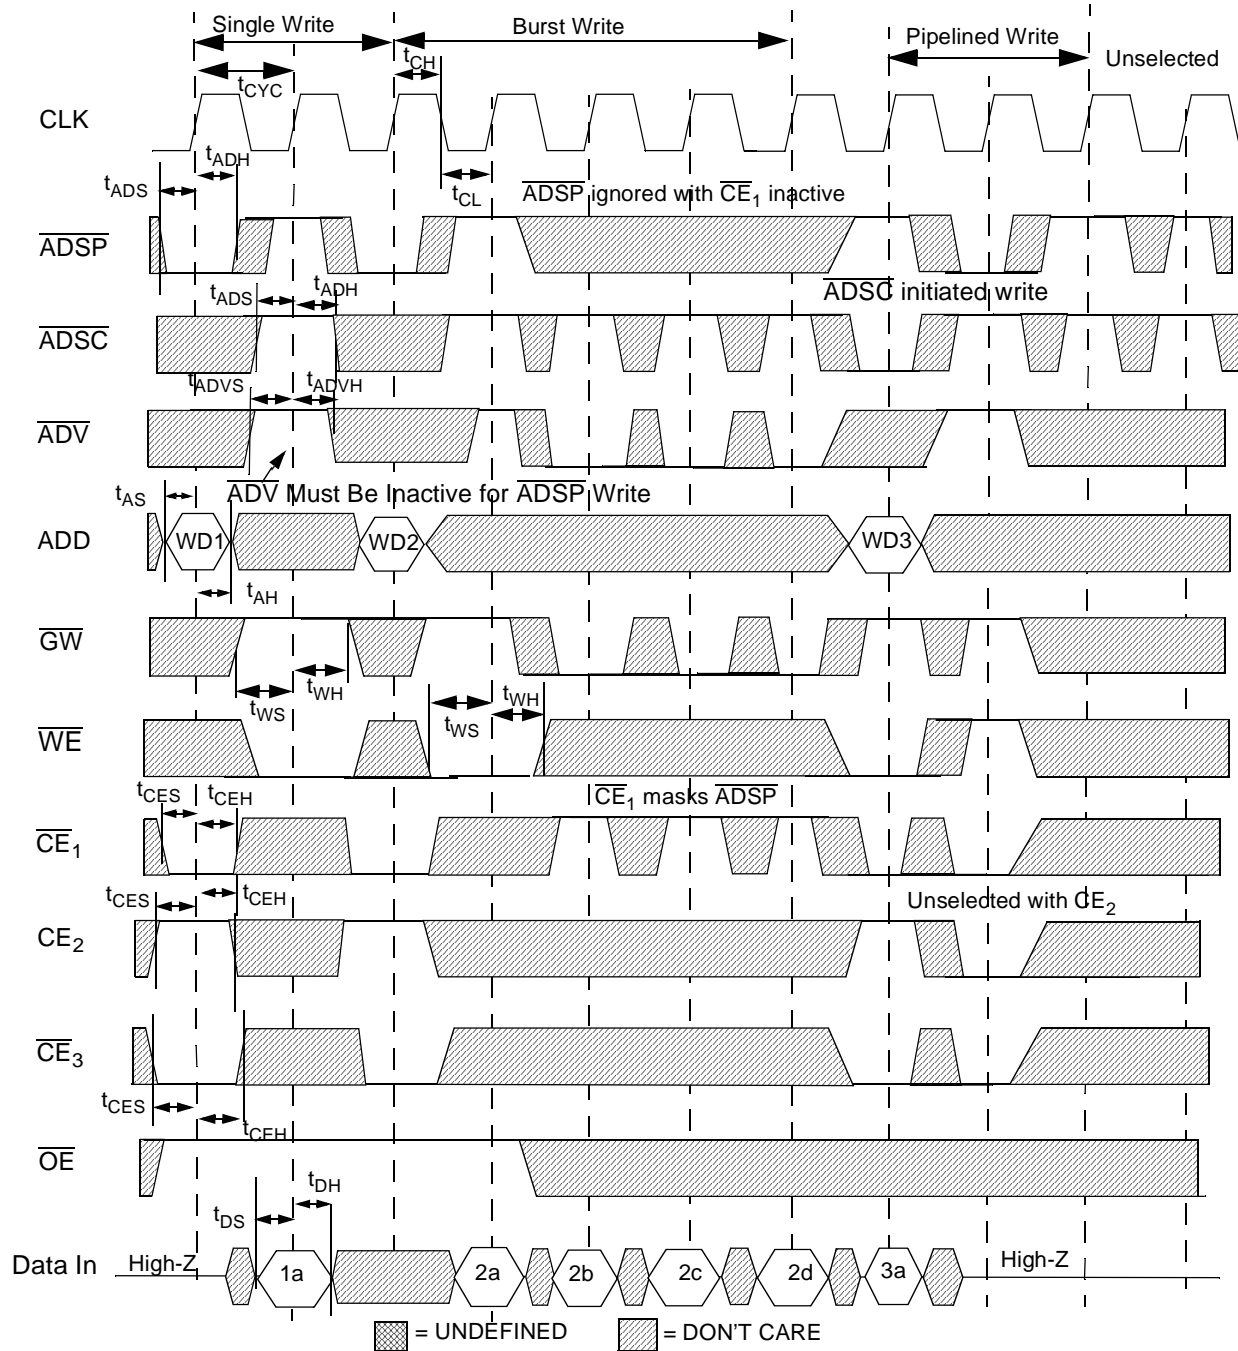 Single Write
Burst Write
Pipelined Write
Unselected
tCH
tCYC
CLK
tADH
tADS
tCL
ADSP ignored with CE1 inactive
ADSP
tADS
tADH
ADSC initiated write
ADSC
tADVS
tADVH
ADV
ADV Must Be Inactive for ADSP Write
tAS
ADD
WD1
WD2
WD3
tAH
GW
tWH
tWS
tWH
tWS
WE
tCES
tCEH
CE1 masks ADSP
CE1
tCES
tCEH
Unselected with CE2
CE2
CE3
tCES
tCEH
OE
tDH
tDS
Data In
High-Z
1a
2a
2b
2c
2d
3a
High-Z
= UNDEFINED
= DON'T CARE